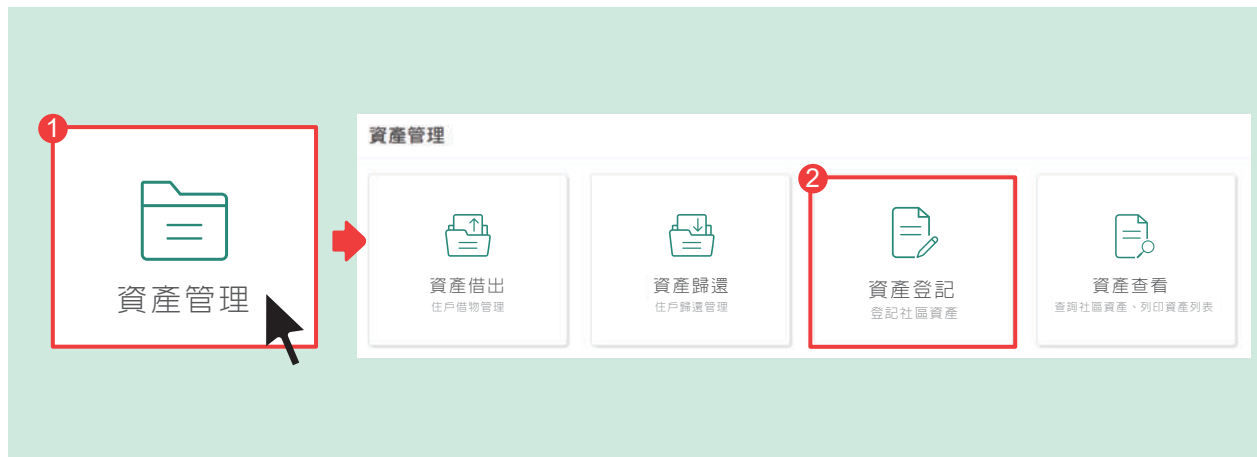 1
資產管理
資產管理
資產借出
住戶借物管理
資產歸還
住戶歸還管理
2
資產登記
登記社區資產
資產查看
查詢社區資產、列印資產列表